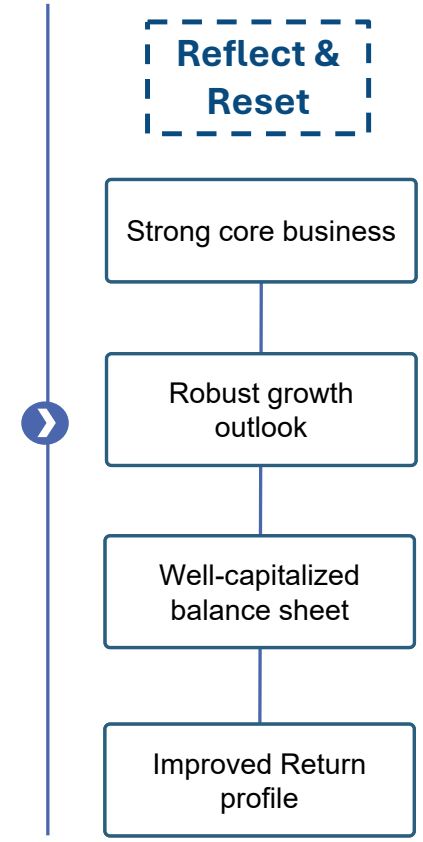 Reflect &
Reset
Strong core business
Robust growth
outlook
Well-capitalized
balance sheet
Improved Return
profile